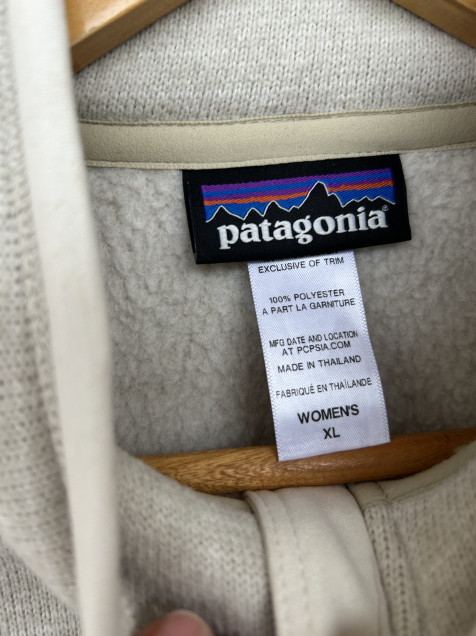 patagonia®
EXCLUSIVE OF TRIM
100% POLYESTER
A PART LA GARNITURE
MFG DATE AND LOCATION
AT PCPSIA.COM
MADE IN THAILAND
FABRIQUÉ EN THAÏLANDE
WOMEN'S
XL